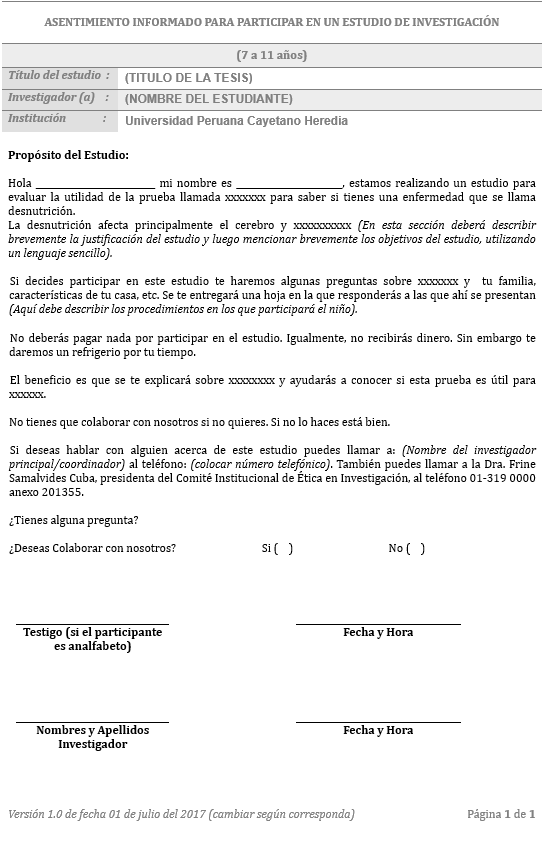 ASENTIMIENTO INFORMADO PARA PARTICIPAR EN UN ESTUDIO DE INVESTIGACIÓN
(7 a 11 años)
Título del estudio : (TITULO DE LA TESIS)
Investigador (a) : (NOMBRE DEL ESTUDIANTE)
Institución : Universidad Peruana Cayetano Heredia
Propósito del Estudio:
Hola ______________________ mi nombre es ____________________, estamos realizando un estudio para
evaluar la utilidad de la prueba llamada xxxxxxx para saber si tienes una enfermedad que se llama
desnutrición.
La desnutrición afecta principalmente el cerebro y xxxxxxxxxx (En esta sección deberá describir
brevemente la justificación del estudio y luego mencionar brevemente los objetivos del estudio, utilizando
un lenguaje sencillo).
Si decides participar en este estudio te haremos algunas preguntas sobre xxxxxxx y tu familia,
características de tu casa, etc. Se te entregará una hoja en la que responderás a las que ahí se presentan
(Aquí debe describir los procedimientos en los que participará el niño).
No deberás pagar nada por participar en el estudio. Igualmente, no recibirás dinero. Sin embargo te
daremos un refrigerio por tu tiempo.
El beneficio es que se te explicará sobre xxxxxxxx y ayudarás a conocer si esta prueba es útil para
xxxxxx.
No tienes que colaborar con nosotros si no quieres. Si no lo haces está bien.
Si deseas hablar con alguien acerca de este estudio puedes llamar a: (Nombre del investigador
principal/coordinador) al teléfono: (colocar número telefónico). También puedes llamar a la Dra. Frine
Samalvides Cuba, presidenta del Comité Institucional de Ética en Investigación, al teléfono 01-319 0000
anexo 201355.
¿Tienes alguna pregunta?
¿Deseas Colaborar con nosotros? Si ( ) No ( )
Testigo (si el participante
es analfabeto)
Fecha y Hora
Nombres y Apellidos
Investigador
Fecha y Hora
Versión 1.0 de fecha 01 de julio del 2017 (cambiar según corresponda) Página 1 de 1